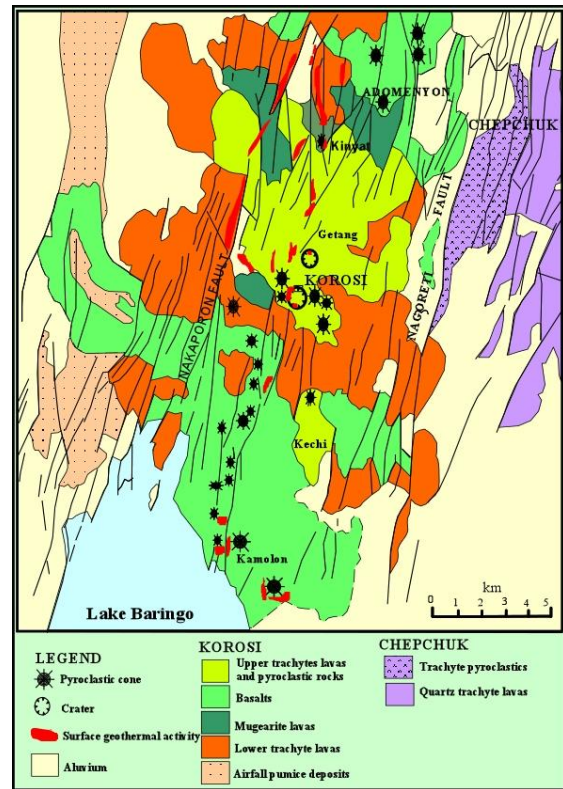 ADOMENYON
CHEPCHUK
Kinyat
Getang
KOROSI
NAKAPORON FAULT
NAGORETI FAULT
Kechi
Kamolon
Lake Baringo
km
0 1 2 3 4 5
LEGEND
Pyroclastic cone
Crater
Surface geothermal activity
Aluvium
KOROSI
Upper trachytes lavas
and pyroclastic rocks
Basalts
Mugearite lavas
Lower trachyte lavas
Airfall pumice deposits
CHEPCHUK
Trachyte pyroclastics
Quartz trachyte lavas